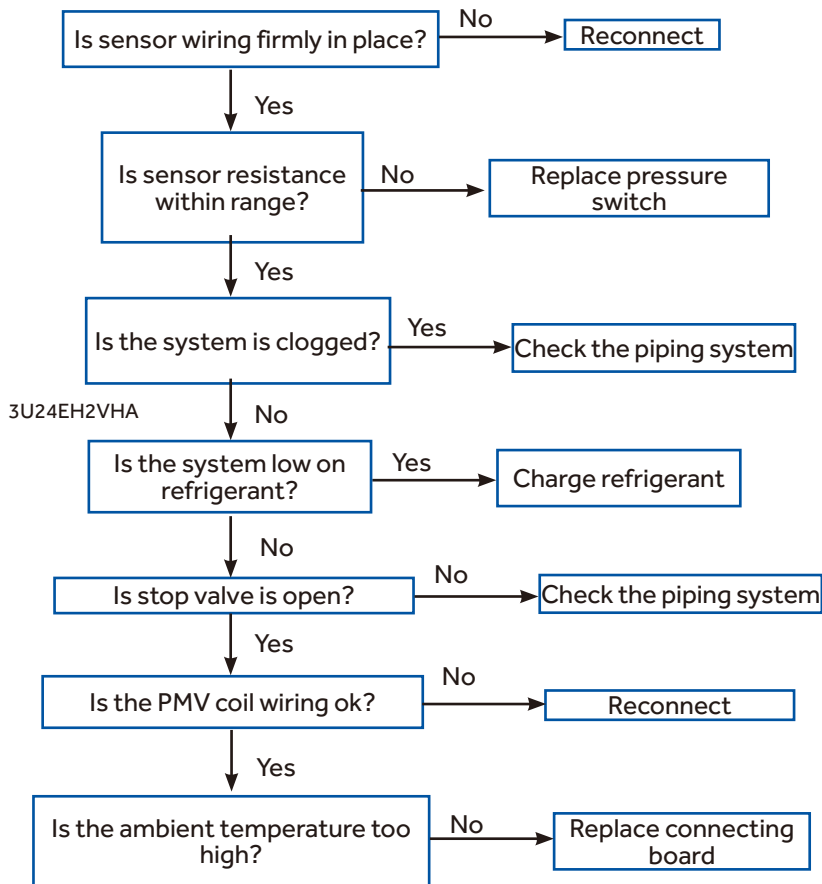 Is sensor wiring firmly in place?
No
Reconnect
Yes
Is sensor resistance
within range?
No
Replace pressure
switch
Yes
Is the system is clogged?
Yes
Check the piping system
3U24EH2VHA
No
Is the system low on
refrigerant?
Yes
Charge refrigerant
No
Is stop valve is open?
No
Check the piping system
Yes
Is the PMV coil wiring ok?
No
Reconnect
Yes
Is the ambient temperature too
high?
No
Replace connecting
board